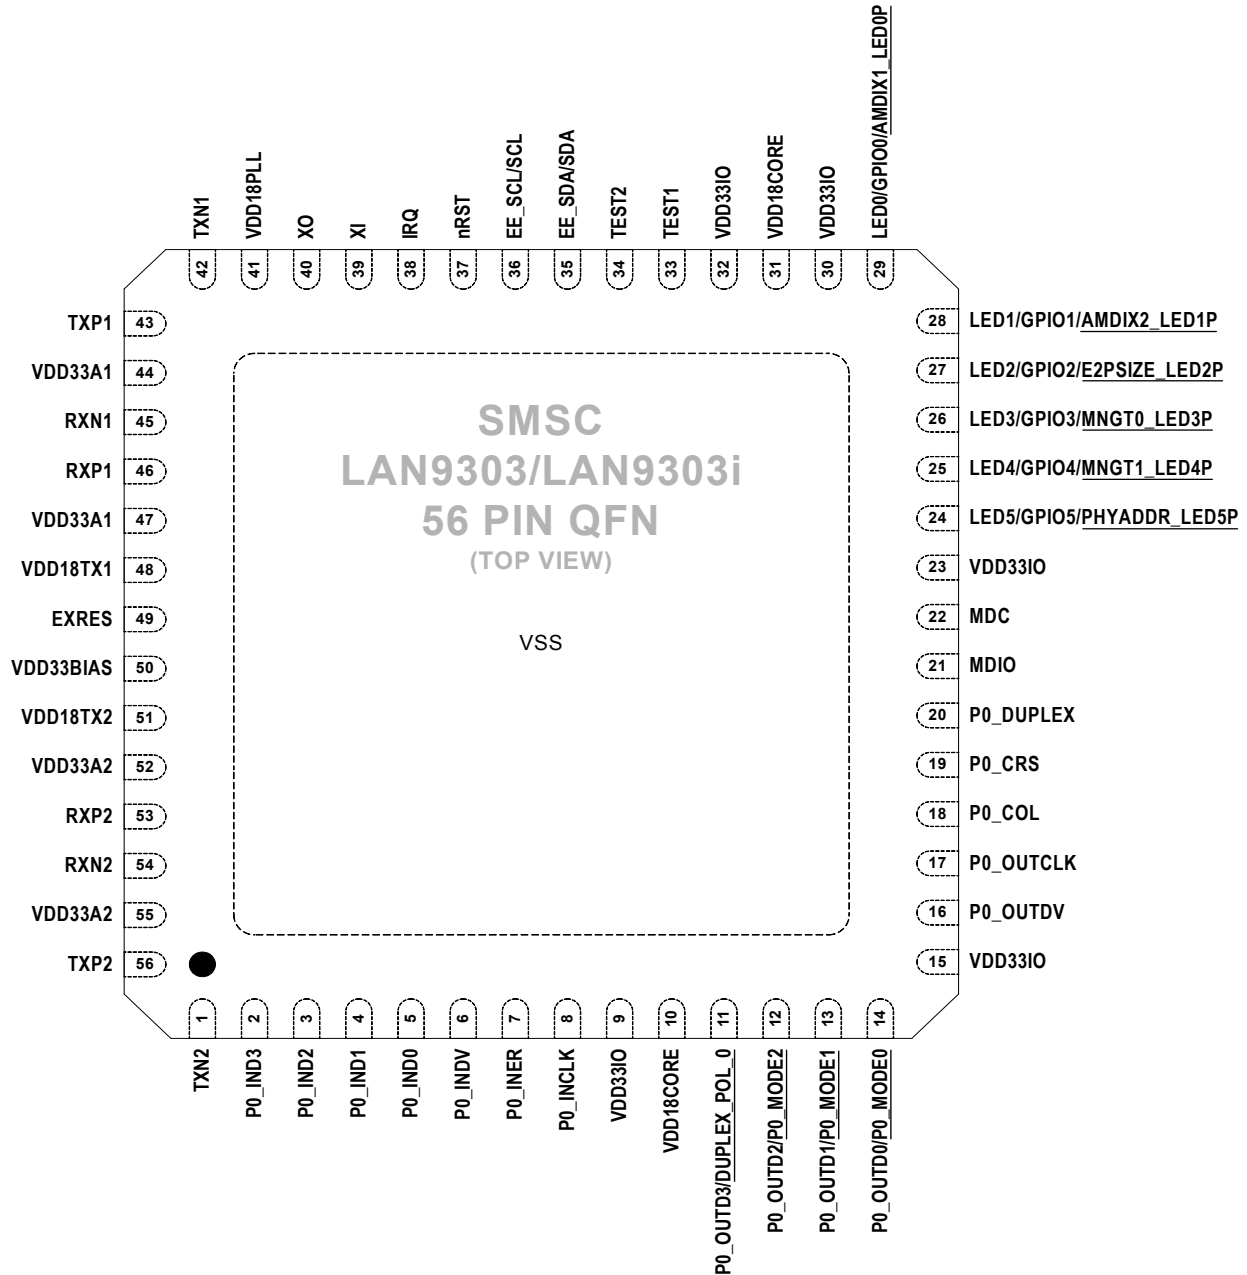 LED0/GPIO0/AMDIX1_LED0P
TXN1
VDD18PLL
XO
XI
IRQ
nRST
EE_SCL/SCL
EE_SDA/SDA
TEST2
TEST1
VDD33IO
VDD18CORE
VDD33IO
42
41
40
39
38
37
36
35
34
33
32
31
30
29
TXP1 43
VDD33A1 44
RXN1 45
RXP1 46
VDD33A1 47
VDD18TX1 48
EXRES 49
VDD33BIAS 50
VDD18TX2 51
VDD33A2 52
RXP2 53
RXN2 54
VDD33A2 55
TXP2 56
SMSC
LAN9303/LAN9303i
56 PIN QFN
(TOP VIEW)
VSS
28 LED1/GPIO1/AMDIX2_LED1P
27 LED2/GPIO2/E2PSIZE_LED2P
26 LED3/GPIO3/MNGT0_LED3P
25 LED4/GPIO4/MNGT1_LED4P
24 LED5/GPIO5/PHYADDR_LED5P
23 VDD33IO
22 MDC
21 MDIO
20 P0_DUPLEX
19 P0_CRS
18 P0_COL
17 P0_OUTCLK
16 P0_OUTDV
15 VDD33IO
1
2
3
4
5
6
7
8
9
10
11
12
13
14
TXN2
P0_IND3
P0_IND2
P0_IND1
P0_IND0
P0_INDV
P0_INER
P0_INCLK
VDD33IO
VDD18CORE
P0_OUTD3/DUPLEX_POL_0
P0_OUTD2/P0_MODE2
P0_OUTD1/P0_MODE1
P0_OUTD0/P0_MODE0